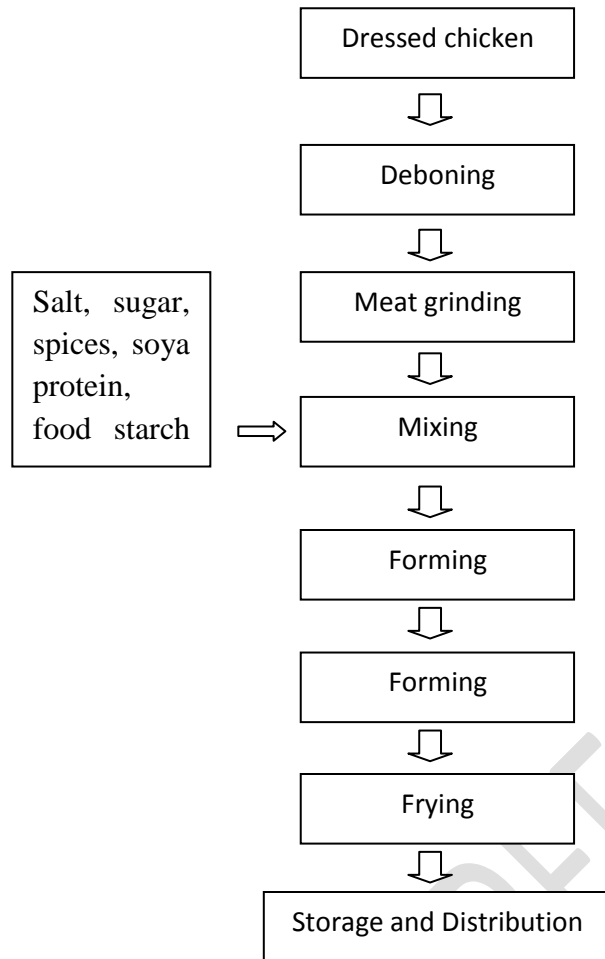 Dressed chicken
Deboning
Meat grinding
Salt, sugar,
spices, soya
protein,
food starch
Mixing
Forming
Forming
Frying
Storage and Distribution